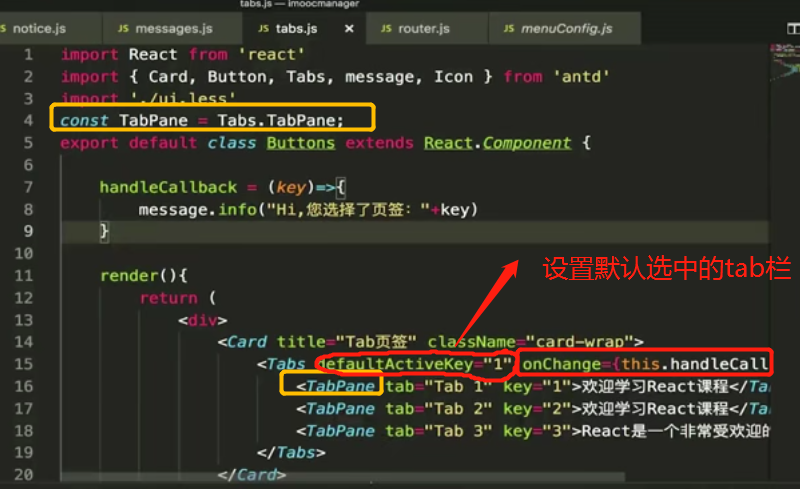 tabs.js — imoocmanager
notice.js messages.js tabs.js × router.js menuConfig.js
1 import React from 'react'
2 import { Card, Button, Tabs, message, Icon } from 'antd'
3 import './ui.less'
4 const TabPane = Tabs.TabPane;
5 export default class Buttons extends React.Component {
6
7 handleCallback = (key)=>{
8 message.info("Hi,您选择了页签："+key)
9 }
10
11 render(){
设置默认选中的tab栏
12 return (
13 <div>
14 <Card title="Tab页签" className="card-wrap">
15 <Tabs defaultActiveKey="1" onChange={this.handleCall
16 <TabPane tab="Tab 1" key="1">欢迎学习React课程</Ta
17 <TabPane tab="Tab 2" key="2">欢迎学习React课程</Ta
18 <TabPane tab="Tab 3" key="3">React是一个非常受欢迎的
19 </Tabs>
20 </Card>